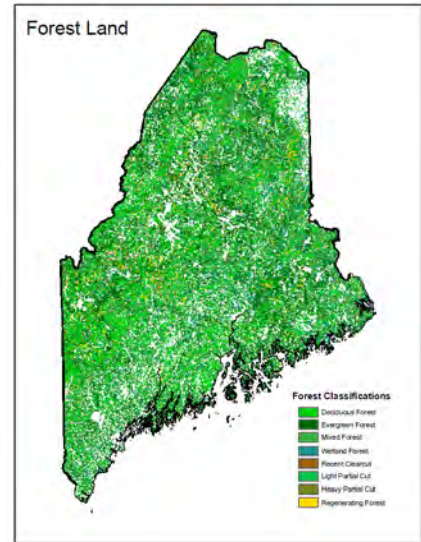 Forest Land
Forest Classifications
Deciduous Forest
Evergreen Forest
Mixed Forest
Wetland Forest
Recent Clearcut
Light Partial Cut
Heavy Partial Cut
Regenerating Forest